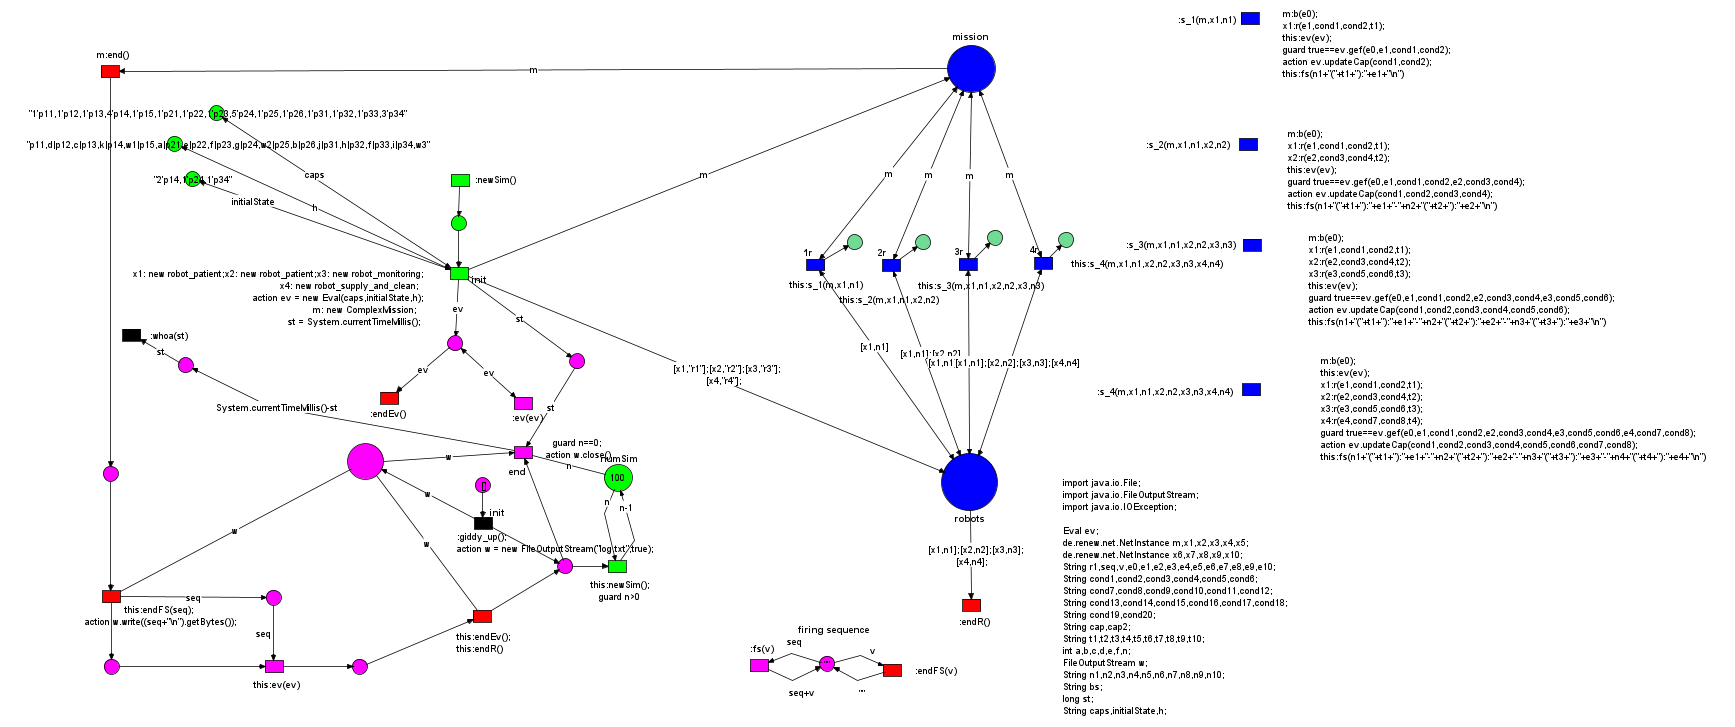 mission
:s_1(m,x1,n1)
m:b(e0);
x1:r(e1,cond1,cond2,t1);
this:ev(ev);
guard true==ev.gef(e0,e1,cond1,cond2);
action ev.updateCap(cond1,cond2);
this:fs(n1+"("+t1+"):"+e1+"\n")
m:end()
m
"1'p11,1'p12,1'p13,4'p14,1'p15,1'p21,1'p22,1'p23,5'p24,1'p25,1'p26,1'p31,1'p32,1'p33,3'p34"
"p11,d|p12,c|p13,k|p14,w1|p15,a|p21,e|p22,f|p23,g|p24,w2|p25,b|p26,j|p31,h|p32,f|p33,i|p34,w3"
"2'p14,1'p24,1'p34"
caps
h
initialState
:newSim()
m
m
m
m
m
:s_2(m,x1,n1,x2,n2)
m:b(e0);
x1:r(e1,cond1,cond2,t1);
x2:r(e2,cond3,cond4,t2);
this:ev(ev);
guard true==ev.gef(e0,e1,cond1,cond2,e2,cond3,cond4);
action ev.updateCap(cond1,cond2,cond3,cond4);
this:fs(n1+"("+t1+"):"+e1+"-"+n2+"("+t2+"):"+e2+"\n")
1r
2r
3r
4r
this:s_1(m,x1,n1)
this:s_2(m,x1,n1,x2,n2)
this:s_3(m,x1,n1,x2,n2,x3,n3)
this:s_4(m,x1,n1,x2,n2,x3,n3,x4,n4)
:s_3(m,x1,n1,x2,n2,x3,n3)
m:b(e0);
x1:r(e1,cond1,cond2,t1);
x2:r(e2,cond3,cond4,t2);
x3:r(e3,cond5,cond6,t3);
this:ev(ev);
guard true==ev.gef(e0,e1,cond1,cond2,e2,cond3,cond4,e3,cond5,cond6);
action ev.updateCap(cond1,cond2,cond3,cond4,cond5,cond6);
this:fs(n1+"("+t1+"):"+e1+"-"+n2+"("+t2+"):"+e2+"-"+n3+"("+t3+"):"+e3+"\n")
x1: new robot_patient;x2: new robot_patient;x3: new robot_monitoring;
x4: new robot_supply_and_clean;
action ev = new Eval(caps,initialState,h);
m: new ComplexMission;
st = System.currentTimeMillis();
init
ev
st
:whoa(st)
st
ev
ev
:endEv()
:ev(ev)
st
System.currentTimeMillis()-st
[x1,"r1"];[x2,"r2"];[x3,"r3"];
[x4,"r4"];
[x1,n1]
[x1,n1];[x2,n2]
[x1,n1];[x2,n2];[x3,n3];[x4,n4]
:s_4(m,x1,n1,x2,n2,x3,n3,x4,n4)
m:b(e0);
this:ev(ev);
x1:r(e1,cond1,cond2,t1);
x2:r(e2,cond3,cond4,t2);
x3:r(e3,cond5,cond6,t3);
x4:r(e4,cond7,cond8,t4);
guard true==ev.gef(e0,e1,cond1,cond2,e2,cond3,cond4,e3,cond5,cond6,e4,cond7,cond8);
action ev.updateCap(cond1,cond2,cond3,cond4,cond5,cond6,cond7,cond8);
this:fs(n1+"("+t1+"):"+e1+"-"+n2+"("+t2+"):"+e2+"-"+n3+"("+t3+"):"+e3+"-"+n4+"("+t4+"):"+e4+"\n")
guard n==0;
action w.close()
end
w
n
numSim
100
n
n-1
w
[]
init
:giddy_up();
action w = new FileOutputStream("log.txt",true);
w
w
this:newSim();
guard n>0
robots
[x1,n1];[x2,n2];[x3,n3];
[x4,n4];
:endR()
seq
this:endFS(seq);
action w.write((seq+"\n").getBytes());
seq
this:ev(ev)
this:endEv();
this:endR()
firing sequence
:fs(v)
seq
seq+v
""
v
""
:endFS(v)
import java.io.File;
import java.io.FileOutputStream;
import java.io.IOException;
Eval ev;
de.renew.net.NetInstance m,x1,x2,x3,x4,x5;
de.renew.net.NetInstance x6,x7,x8,x9,x10;
String r1,seq,v,e0,e1,e2,e3,e4,e5,e6,e7,e8,e9,e10;
String cond1,cond2,cond3,cond4,cond5,cond6;
String cond7,cond8,cond9,cond10,cond11,cond12;
String cond13,cond14,cond15,cond16,cond17,cond18;
String cond19,cond20;
String cap,cap2;
String t1,t2,t3,t4,t5,t6,t7,t8,t9,t10;
int a,b,c,d,e,f,n;
FileOutputStream w;
String n1,n2,n3,n4,n5,n6,n7,n8,n9,n10;
String bs;
long st;
String caps,initialState,h;